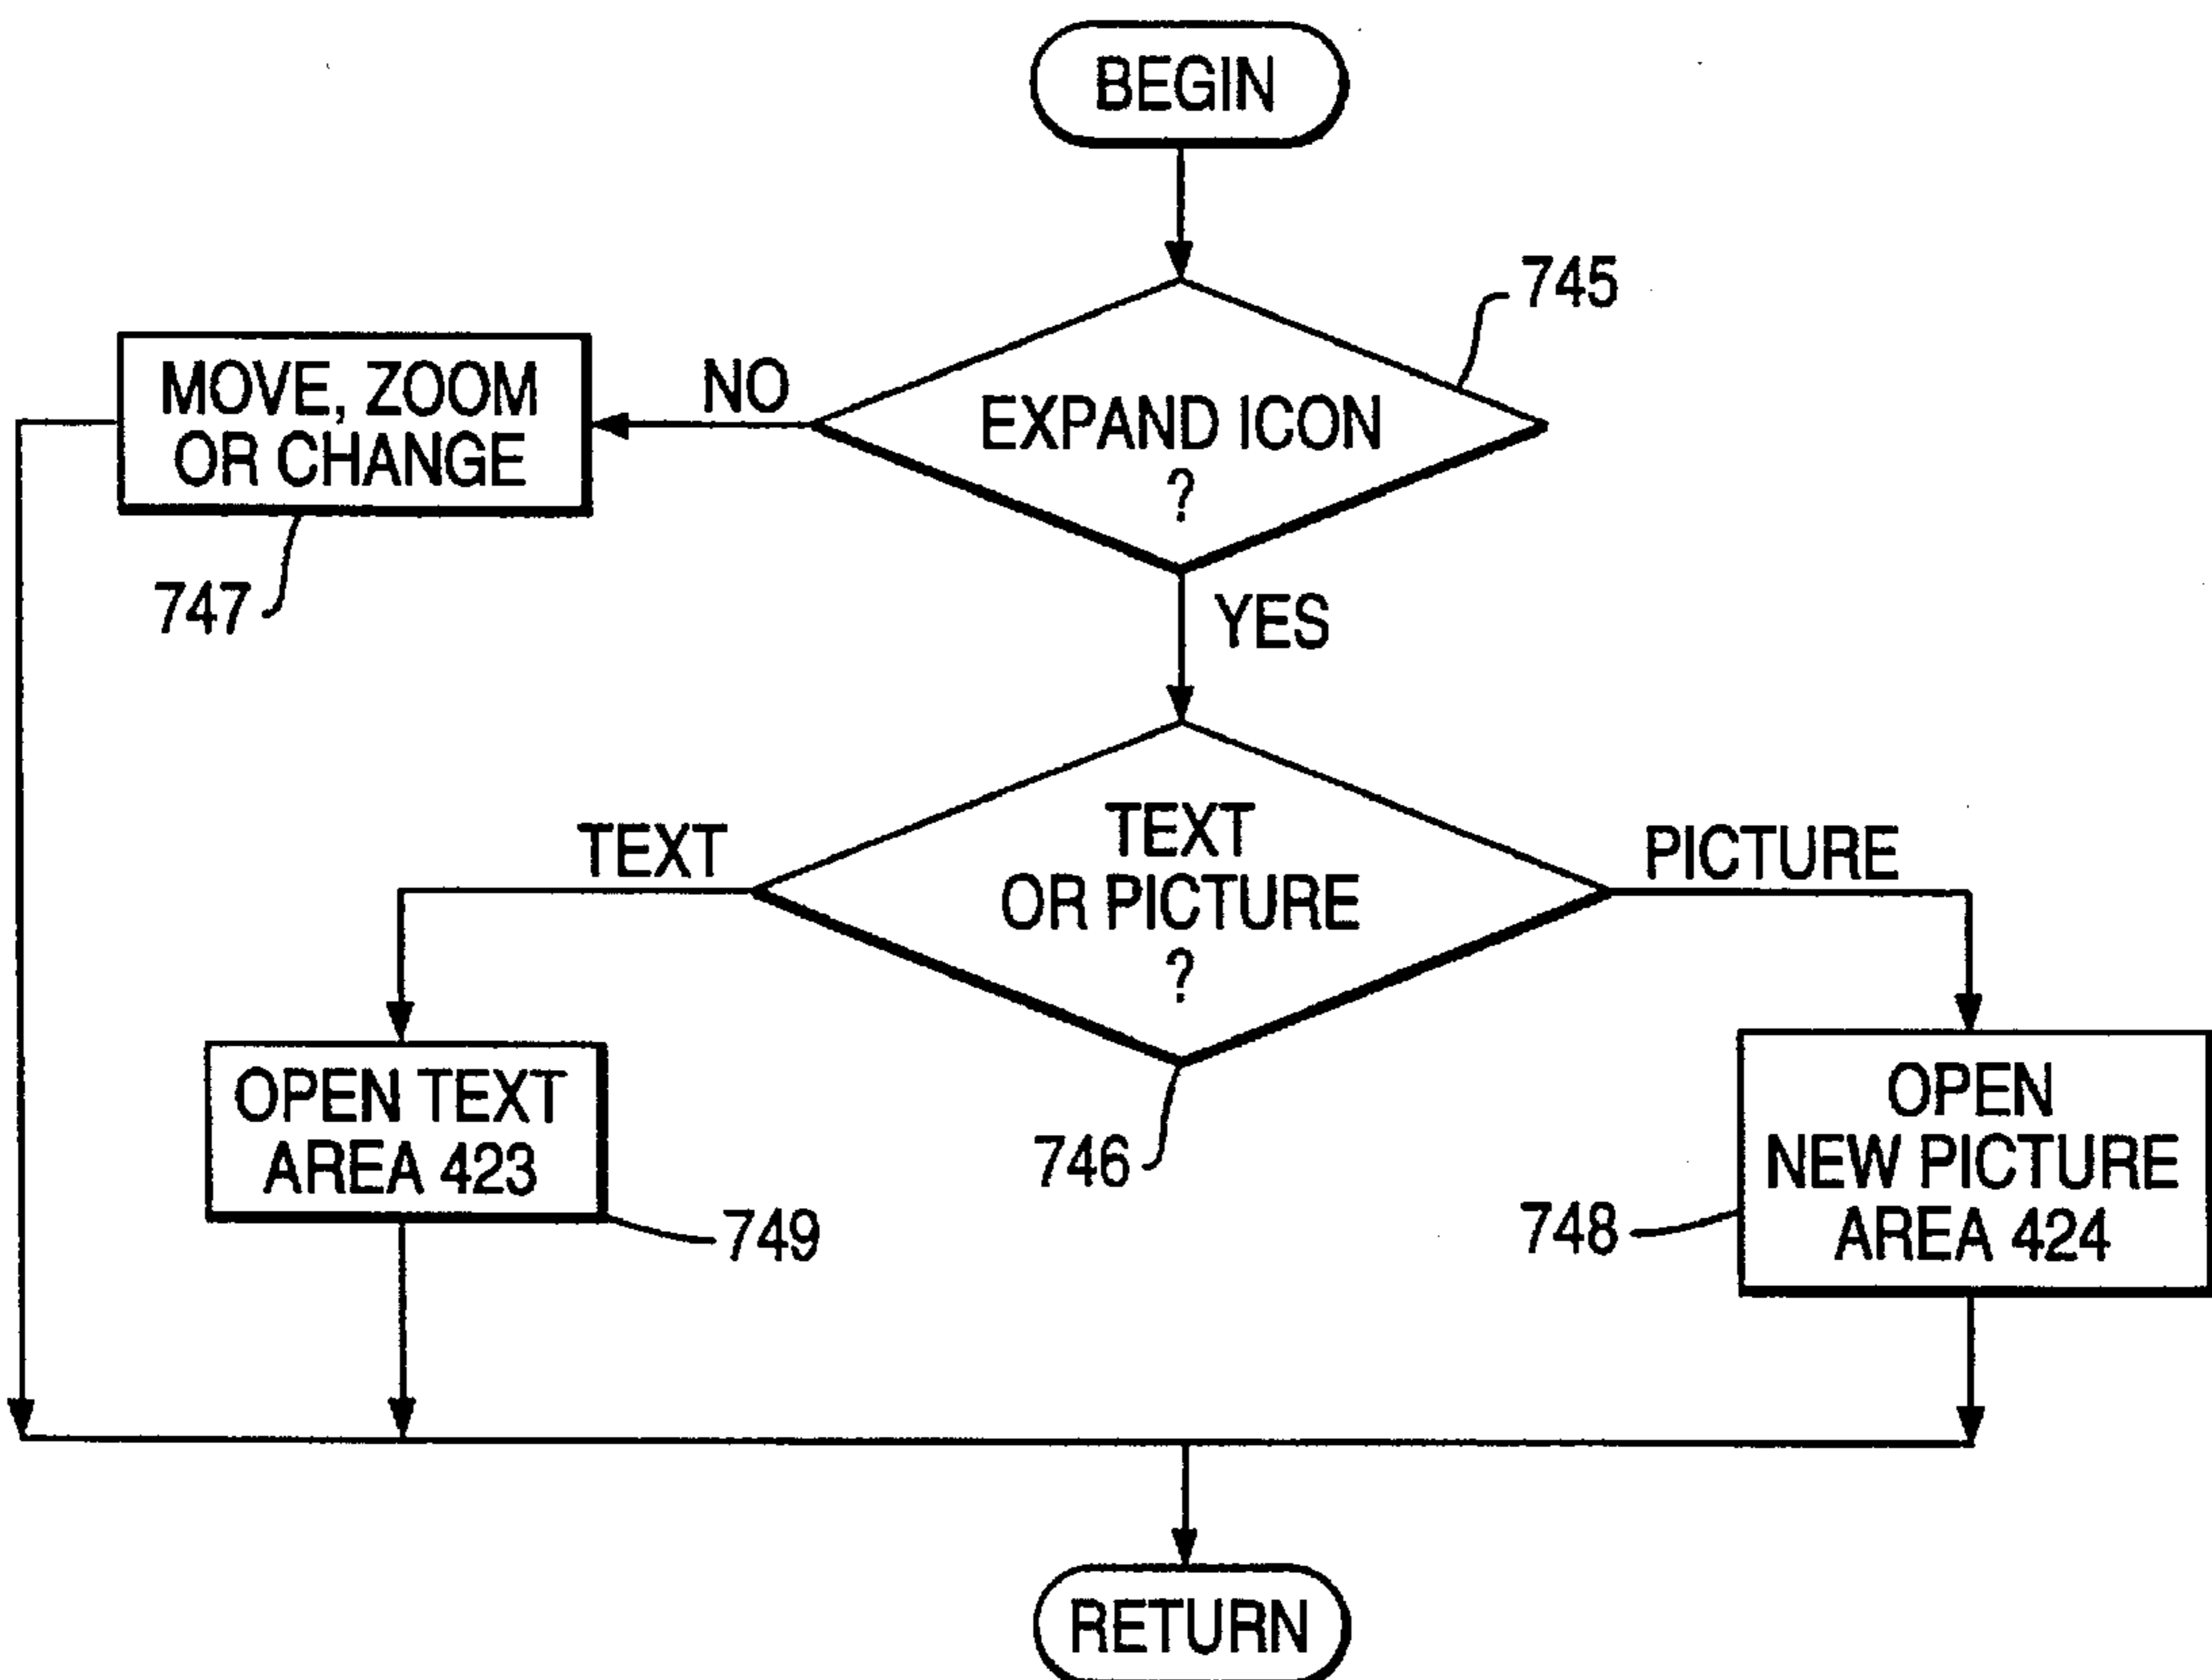 BEGIN
745
EXPAND ICON
?
NO
MOVE, ZOOM
OR CHANGE
747
YES
TEXT
OR PICTURE
?
TEXT
PICTURE
746
OPEN TEXT
AREA 423
749
OPEN
NEW PICTURE
AREA 424
748
RETURN